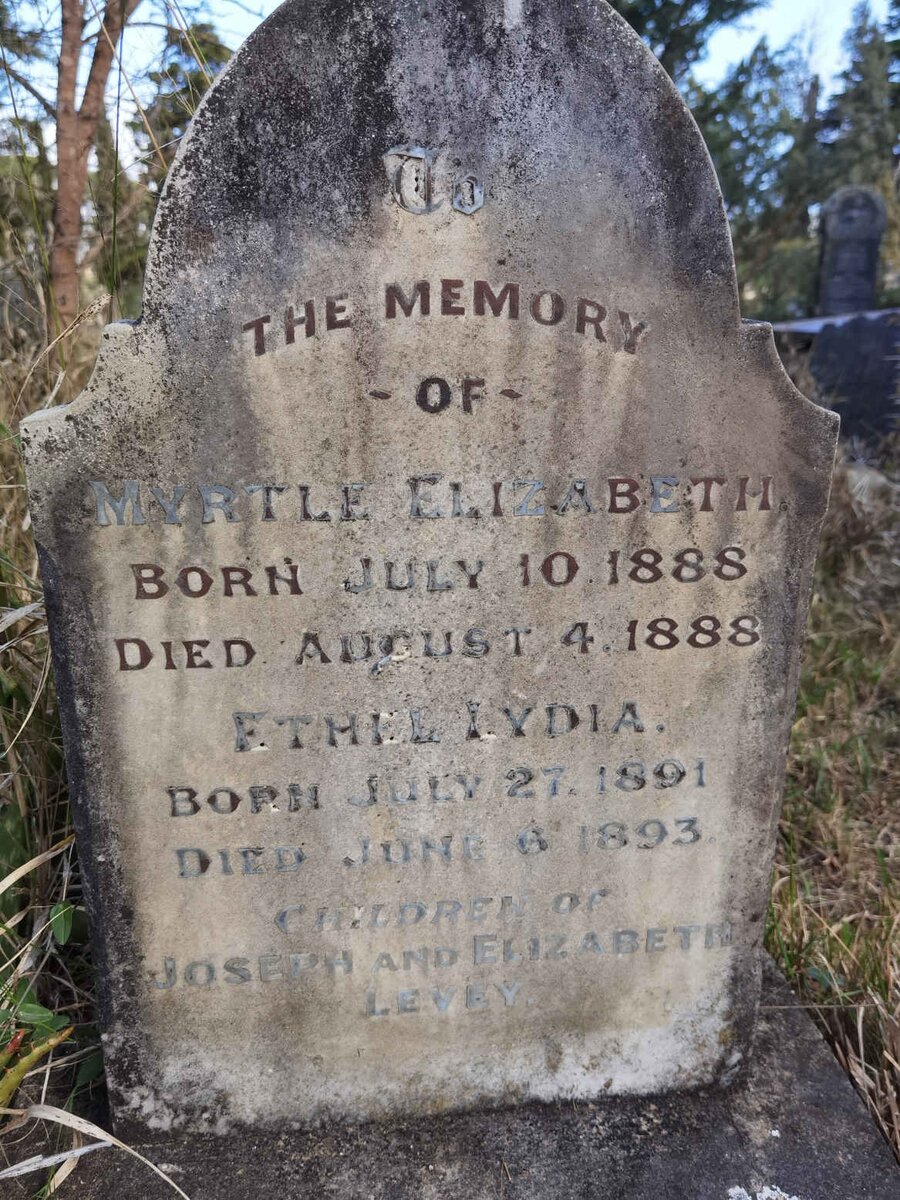 To
THE MEMORY
- OF -
MYRTLE ELIZABETH.
BORN JULY 10. 1888
DIED AUGUST 4. 1888
ETHEL LYDIA.
BORN JULY 27. 1891
DIED JUNE 6 1893.
CHILDREN OF
JOSEPH AND ELIZABETH
LEVEY.